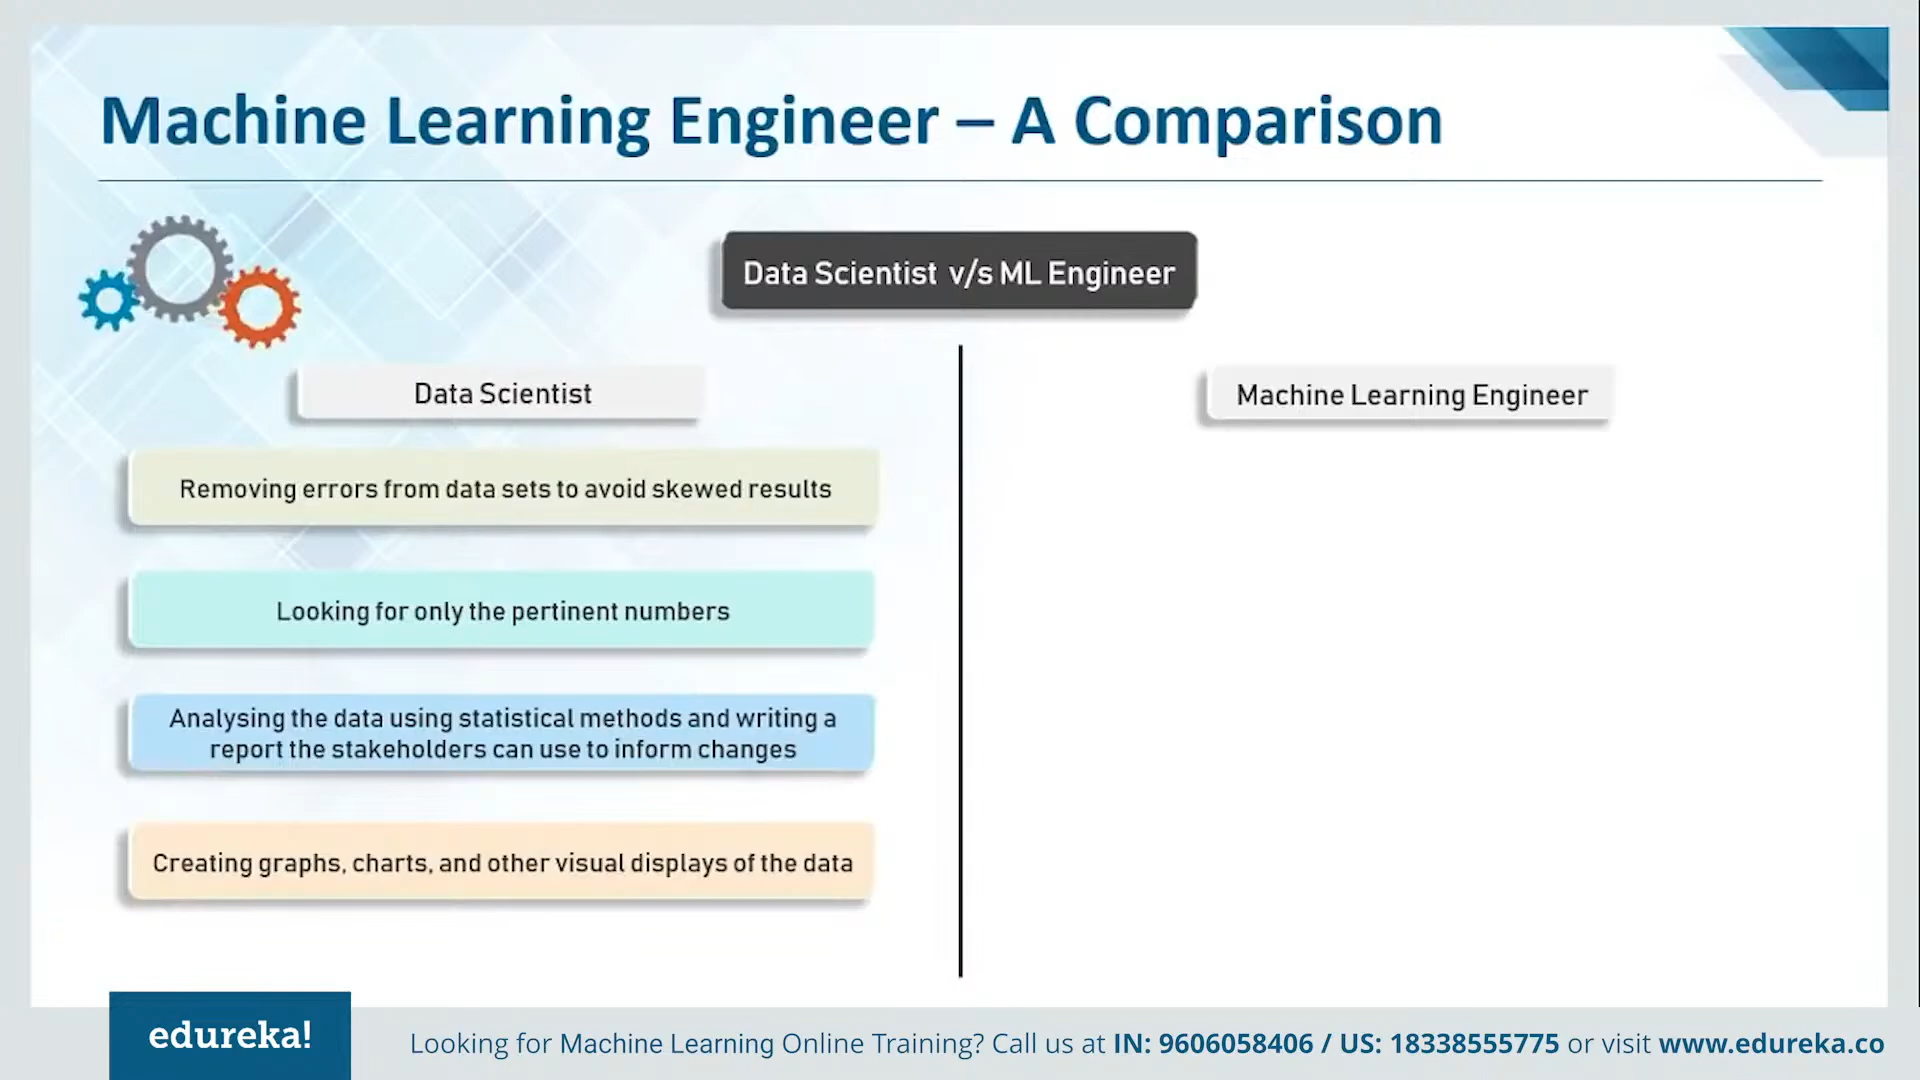 Machine Learning Engineer – A Comparison
Data Scientist v/s ML Engineer
Data Scientist
Removing errors from data sets to avoid skewed results
Looking for only the pertinent numbers
Analysing the data using statistical methods and writing a
report the stakeholders can use to inform changes
Creating graphs, charts, and other visual displays of the data
Machine Learning Engineer
edureka!
Looking for Machine Learning Online Training? Call us at IN: 9606058406 / US: 18338555775 or visit www.edureka.co